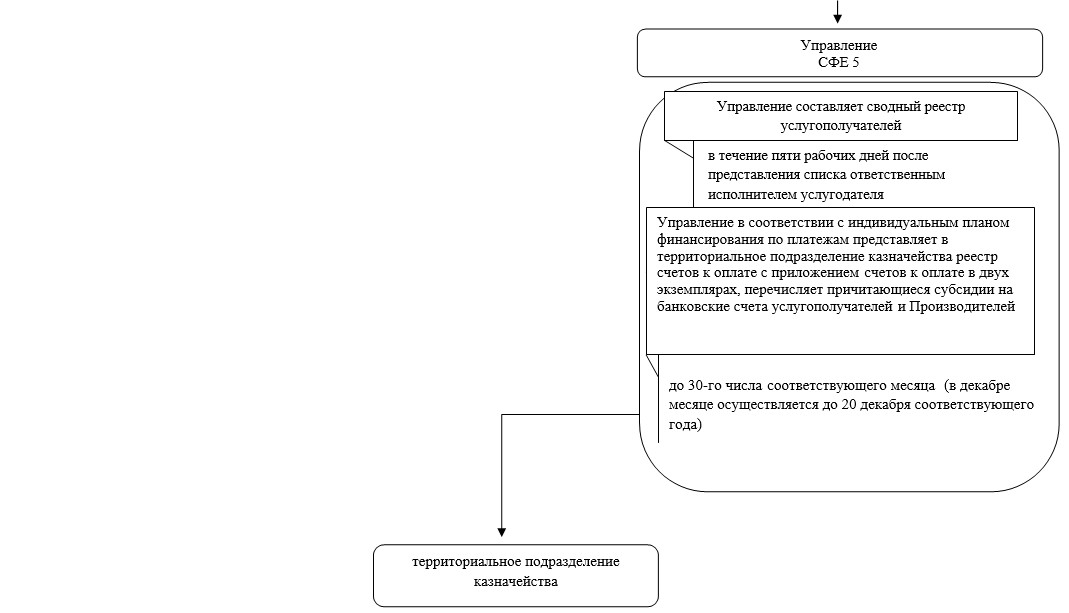 Управление
СФЕ 5
Управление составляет сводный реестр
услугополучателей
в течение пяти рабочих дней после
представления списка ответственным
исполнителем услугодателя
Управление в соответствии с индивидуальным планом
финансирования по платежам представляет в
территориальное подразделение казначейства реестр
счетов к оплате с приложением счетов к оплате в двух
экземплярах, перечисляет причитающиеся субсидии на
банковские счета услугополучателей и Производителей
до 30-го числа соответствующего месяца (в декабре
месяце осуществляется до 20 декабря соответствующего
года)
территориальное подразделение
казначейства